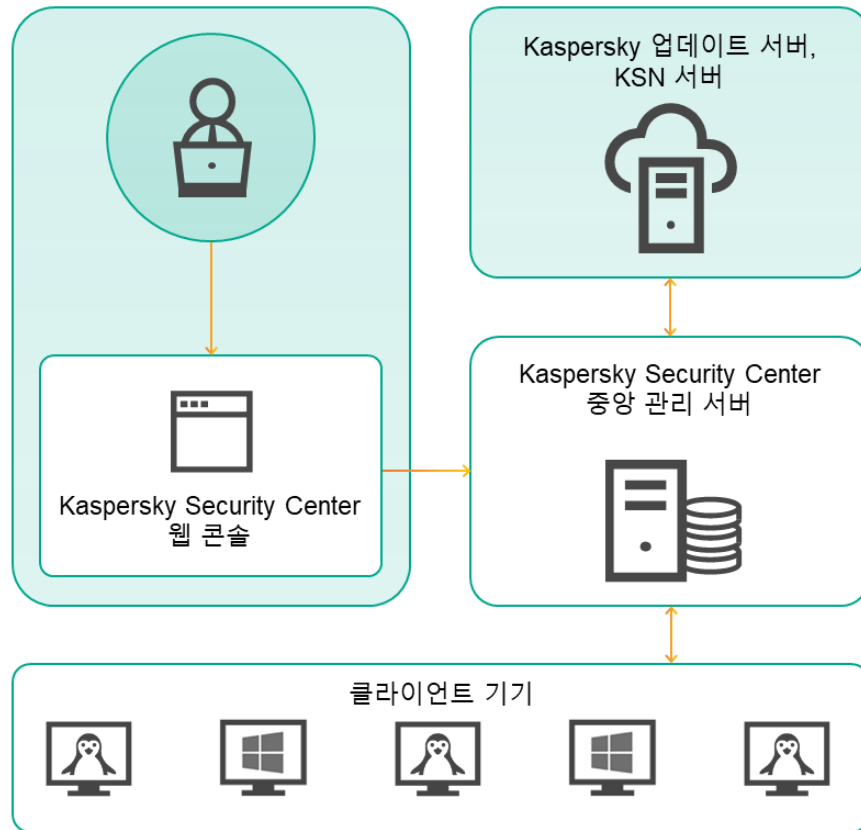 Kaspersky 업데이트 서버,
KSN 서버
Kaspersky Security Center
중앙 관리 서버
Kaspersky Security Center
웹 콘솔
클라이언트 기기